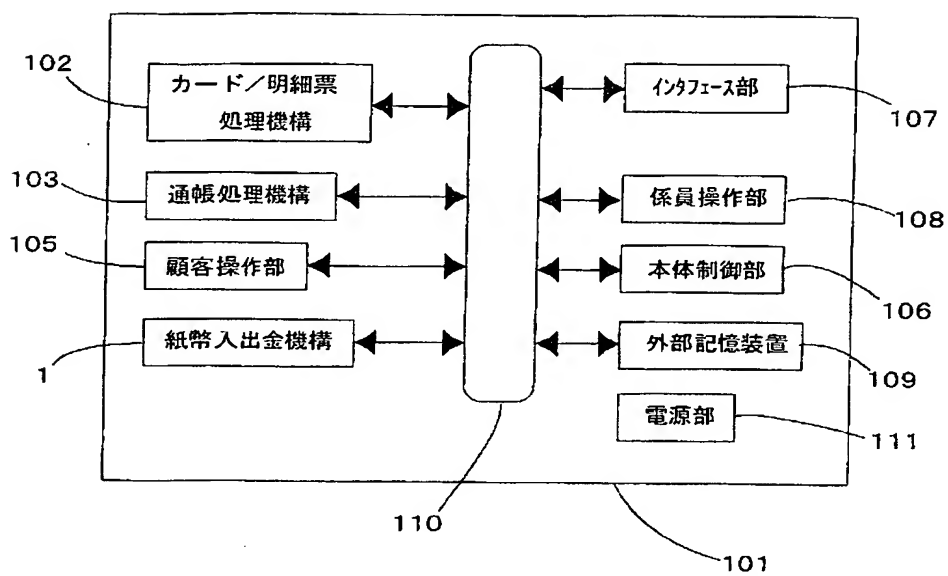 102
カード／明細票
処理機構
103
通帳処理機構
105
顧客操作部
紙幣入出金機構
1
インタフェース部
107
係員操作部
108
本体制御部
106
外部記憶装置
109
電源部
111
110
101